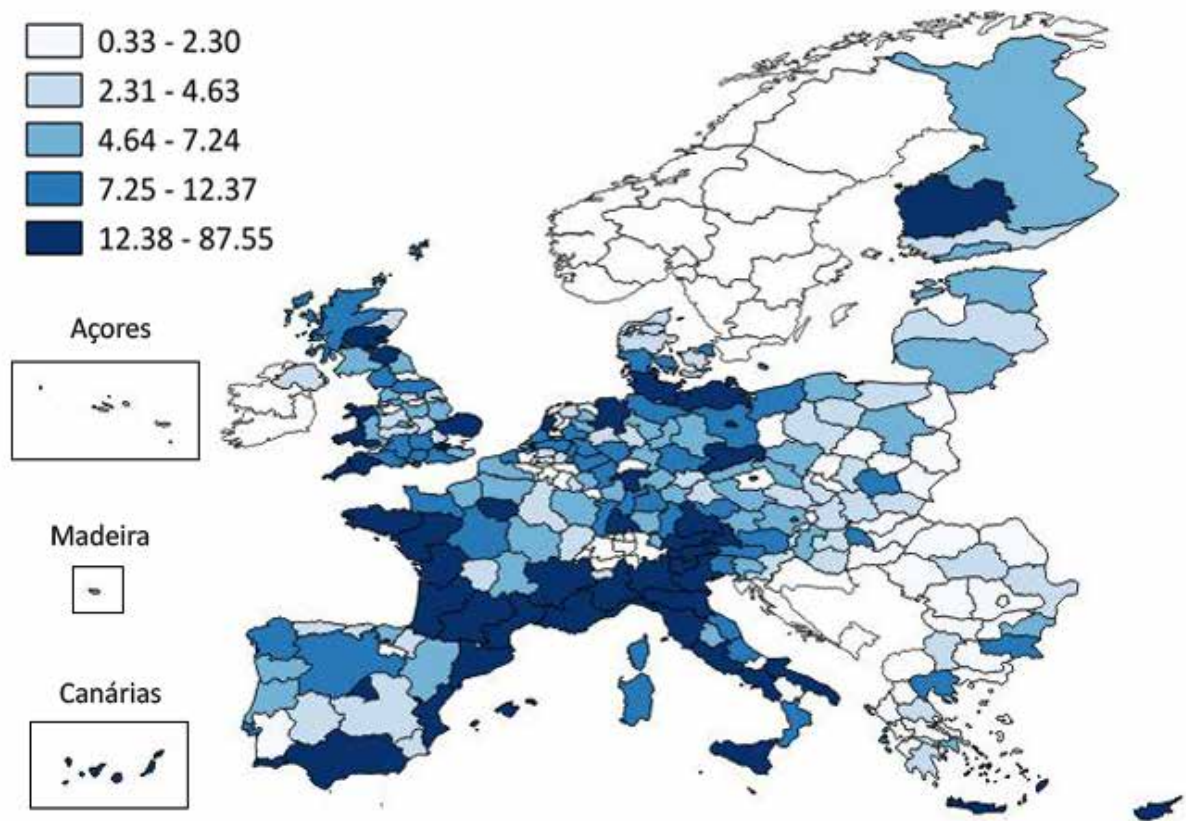 0.33 - 2.30
2.31 - 4.63
4.64 - 7.24
7.25 - 12.37
12.38 - 87.55
Açores
Madeira
Canárias